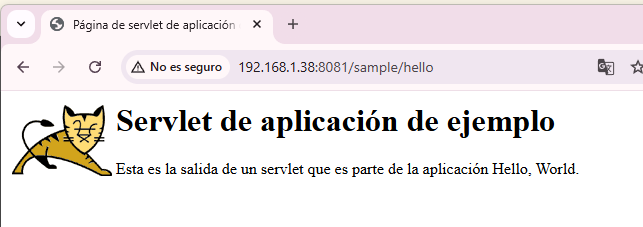 Página de servlet de aplicación
No es seguro
192.168.1.38:8081/sample/hello
Servlet de aplicación de ejemplo
Esta es la salida de un servlet que es parte de la aplicación Hello, World.